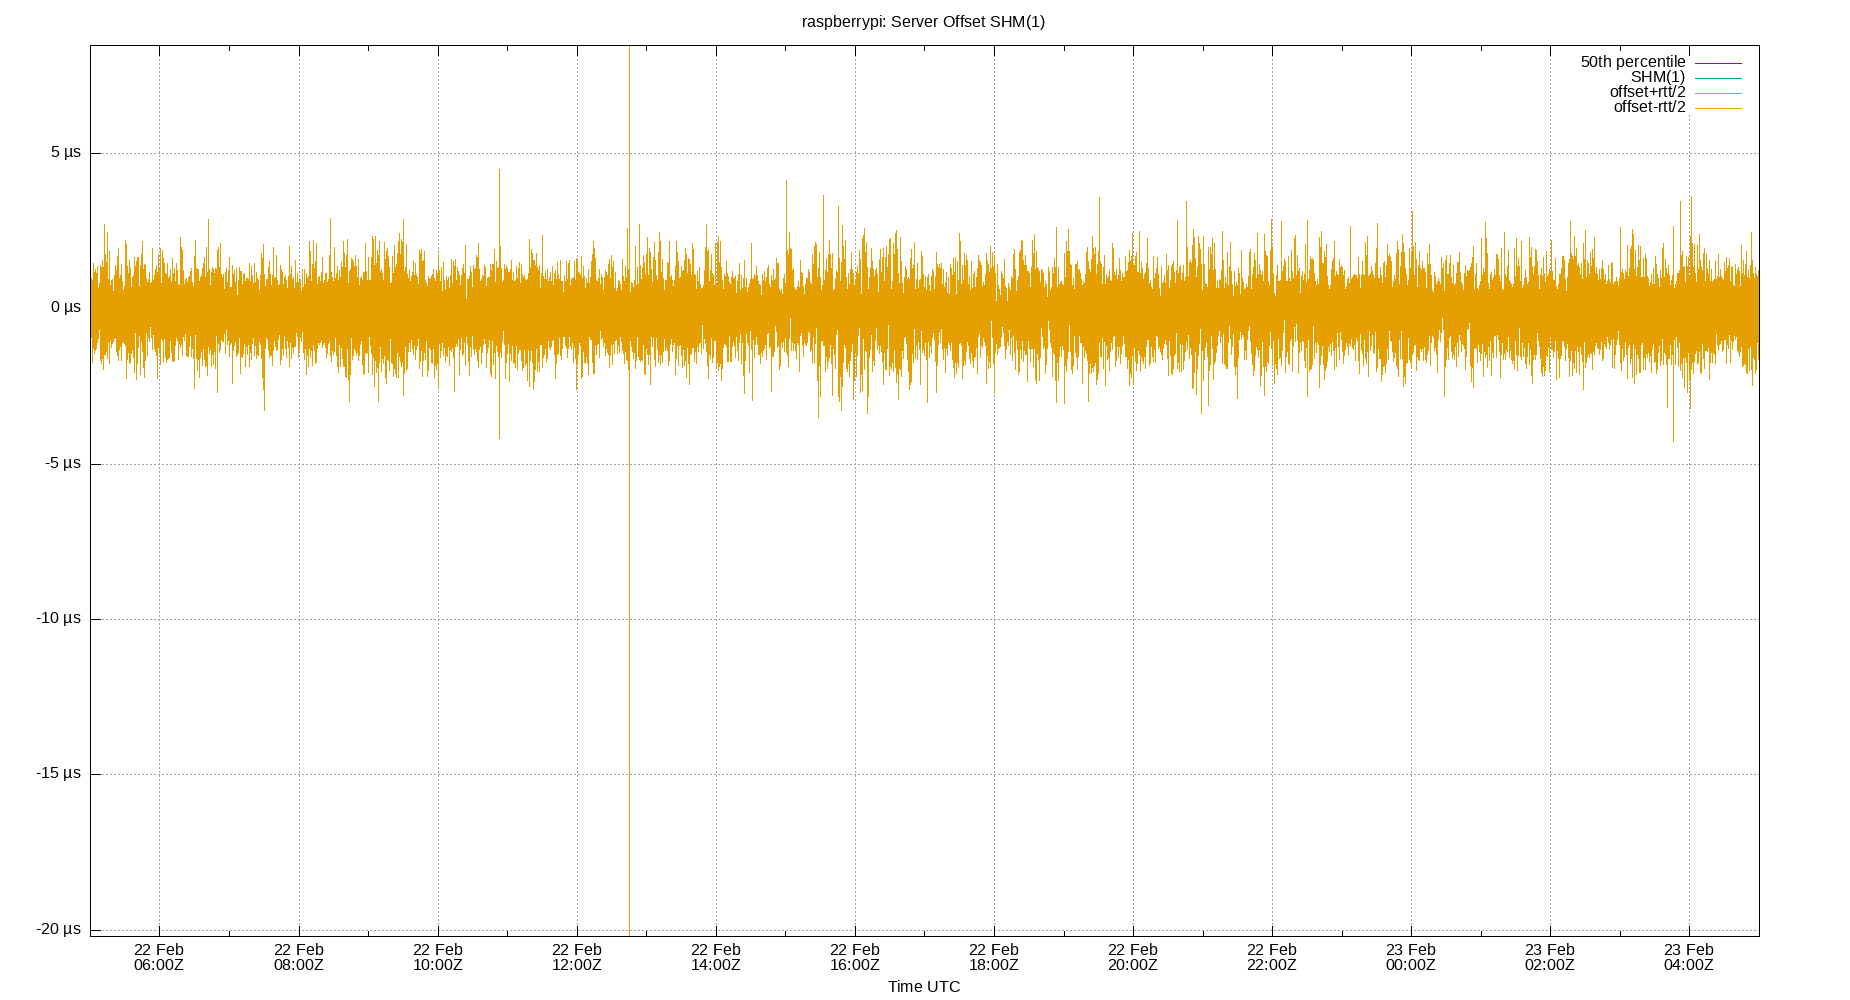 raspberrypi: Server Offset SHM(1)
50th percentile
SHM(1)
offset+rtt/2
offset-rtt/2
5 µs
0 µs
-5 µs
-10 µs
-15 µs
-20 µs
22 Feb 22 Feb 22 Feb 22 Feb 22 Feb 22 Feb 22 Feb 22 Feb 22 Feb 23 Feb 23 Feb 23 Feb
06:00Z 08:00Z 10:00Z 12:00Z 14:00Z 16:00Z 18:00Z 20:00Z 22:00Z 00:00Z 02:00Z 04:00Z
Time UTC